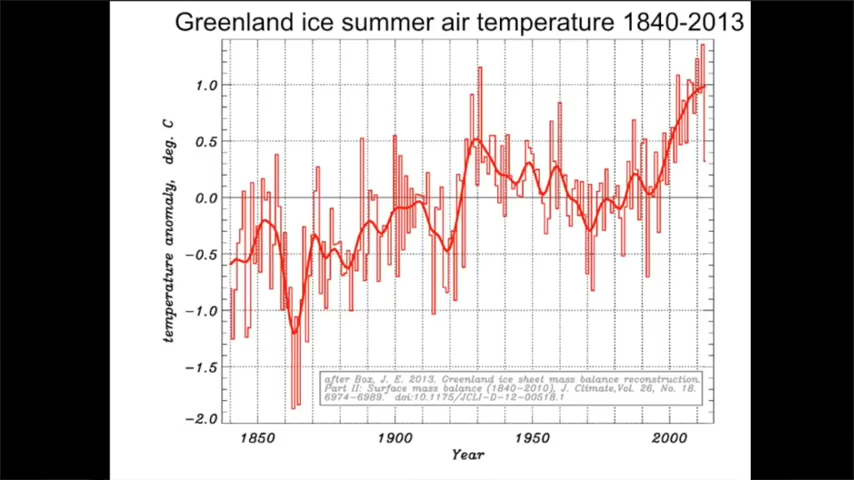 Greenland ice summer air temperature 1840-2013
temperature anomaly, deg. C
1.0
0.5
0.0
−0.5
−1.0
−1.5
−2.0
after Box, J. E. 2013. Greenland ice sheet mass balance reconstruction.
Part II: Surface mass balance (1840−2010), J. Climate,Vol. 26, No. 18.
6974−6989. doi:10.1175/JCLI−D−12−00518.1
1850 1900 1950 2000
Year